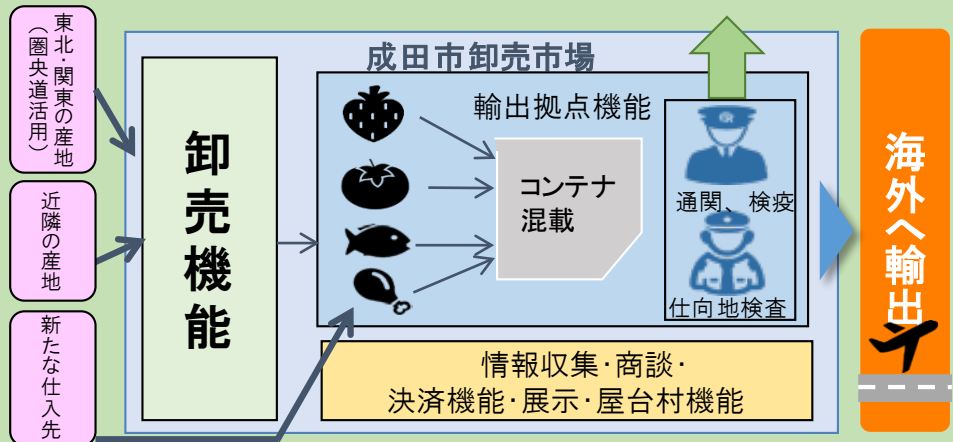 東北・関東の産地
（圏央道活用）
近隣の産地
新たな仕入先
卸売機能
成田市卸売市場
輸出拠点機能
コンテナ
混載
通関、検疫
仕向地検査
情報収集・商談・
決済機能・展示・屋台村機能
海外へ輸出